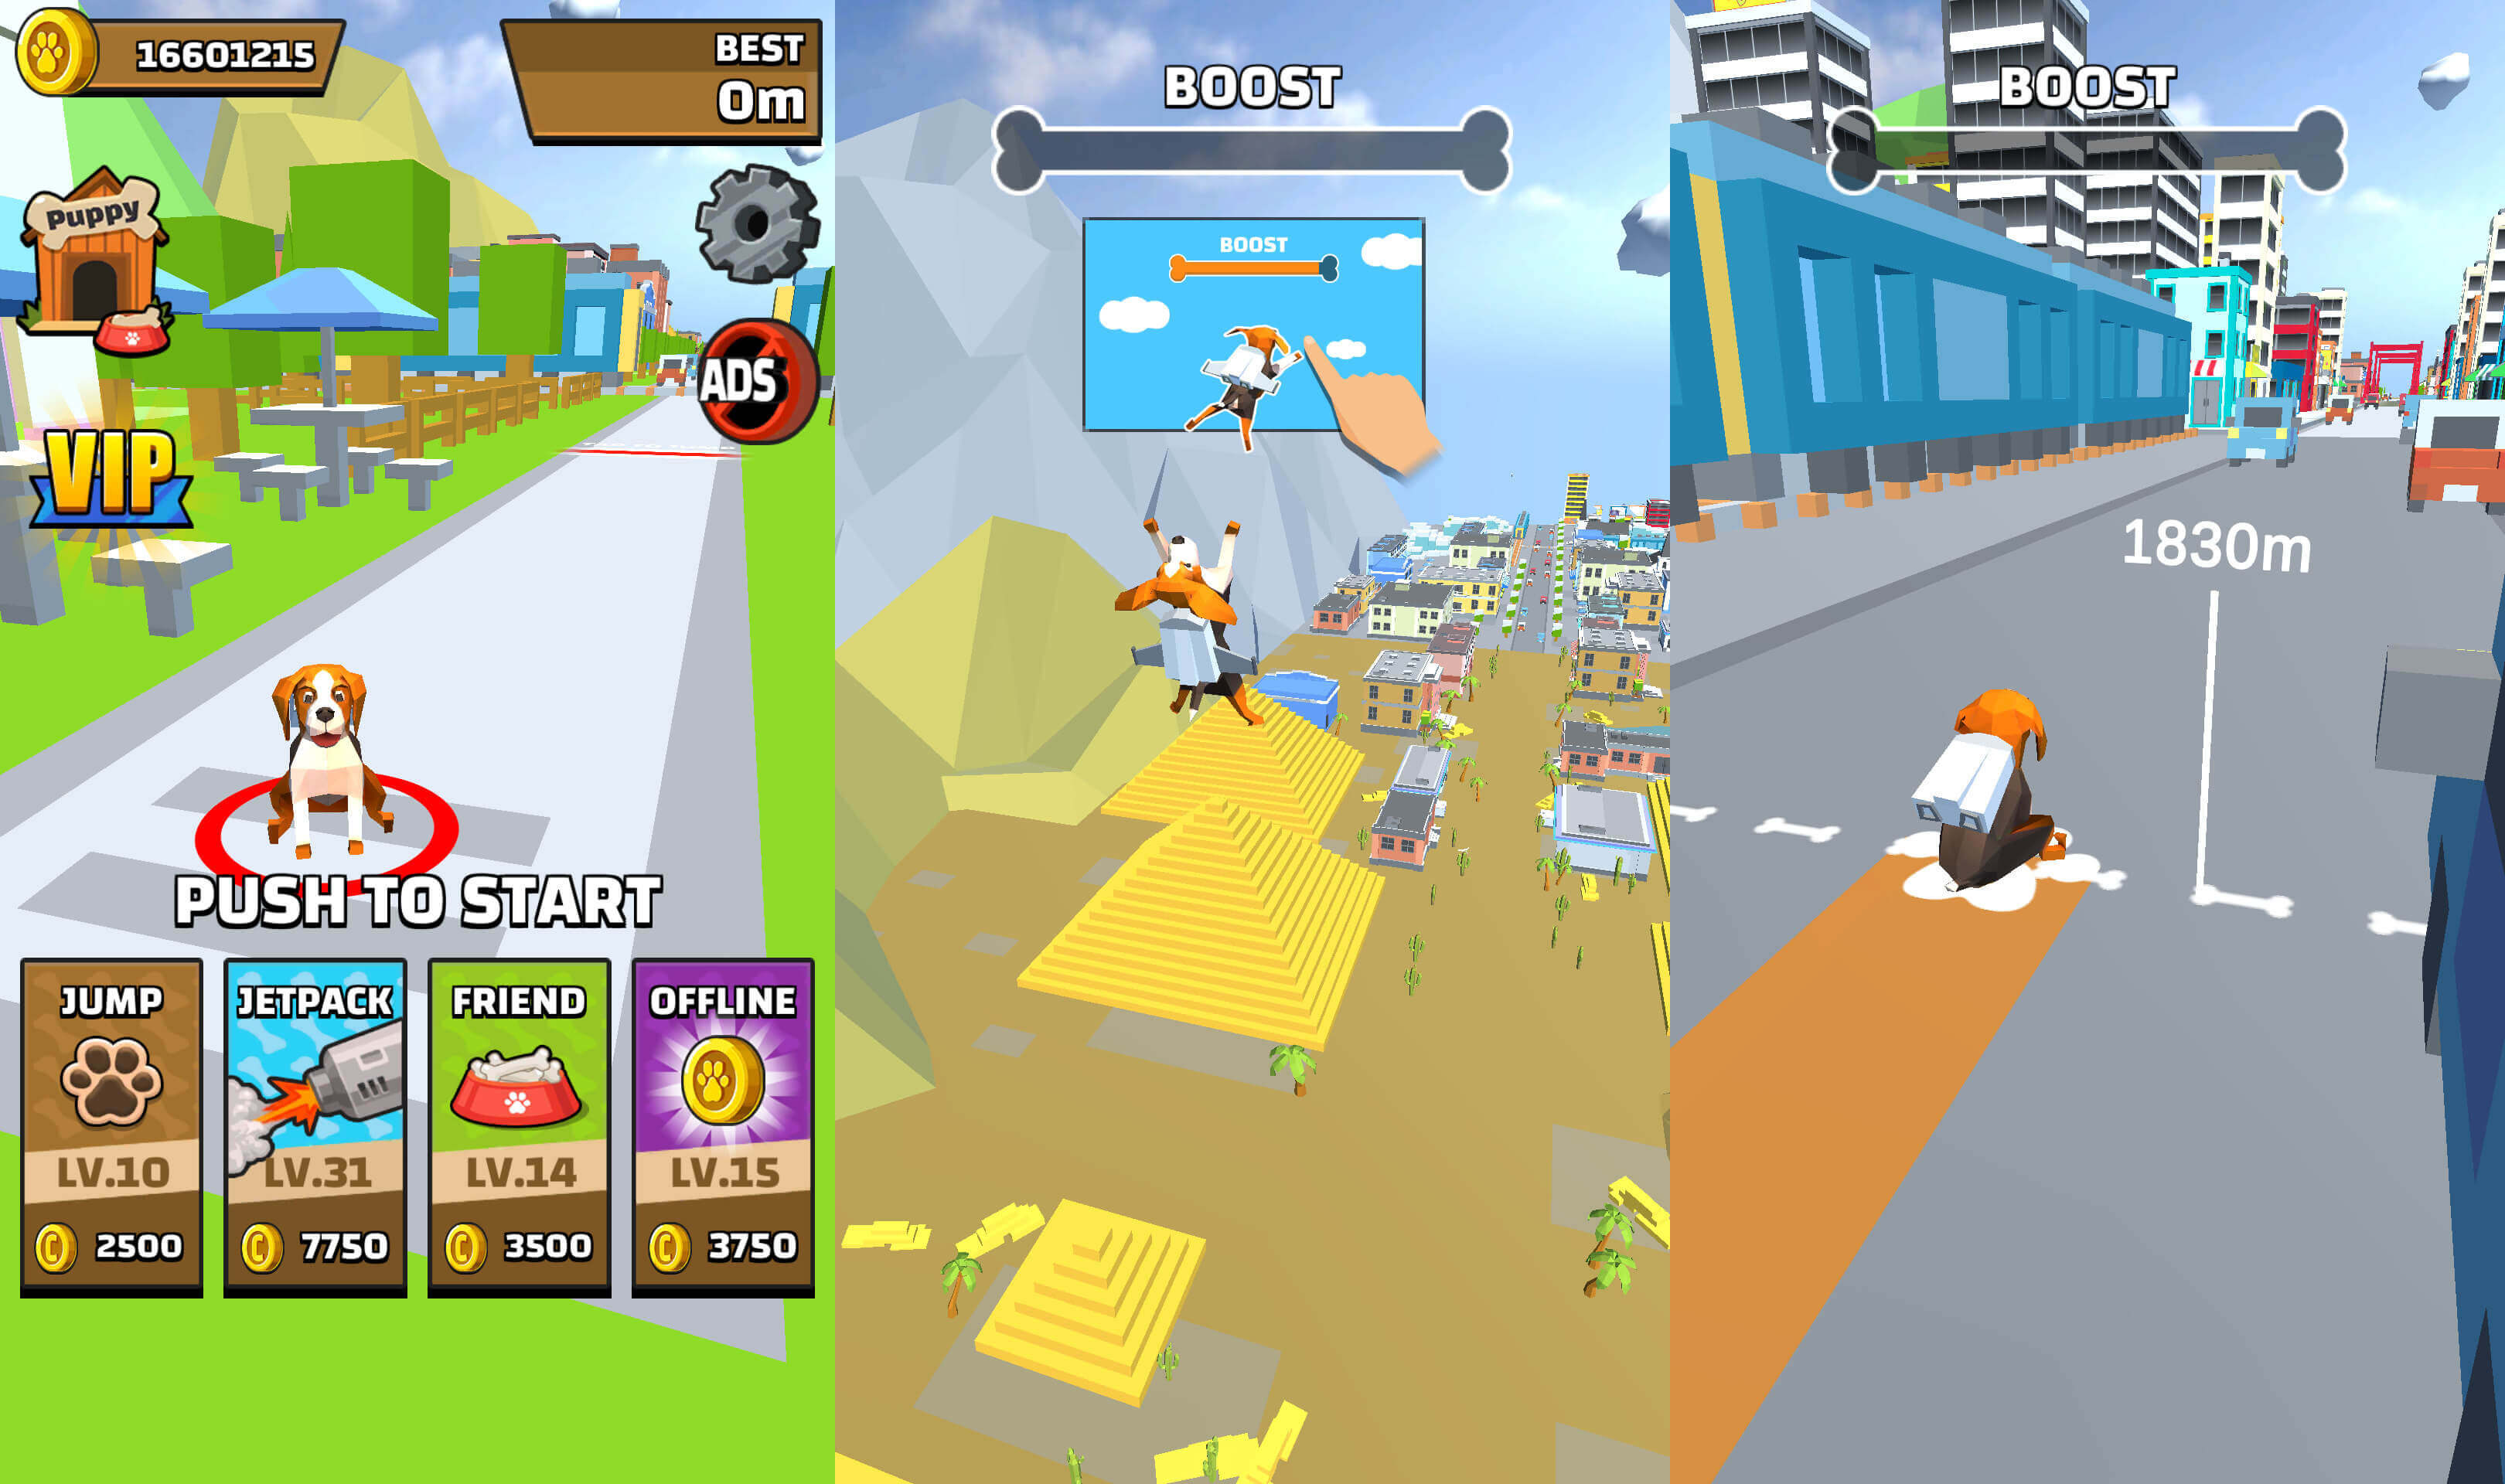 16601215
BEST
0m
Puppy
ADS
VIP
PUSH TO START
JUMP
LV.10
2500
JETPACK
LV.31
7750
FRIEND
LV.14
3500
OFFLINE
LV.15
3750
BOOST
BOOST
BOOST
1830m